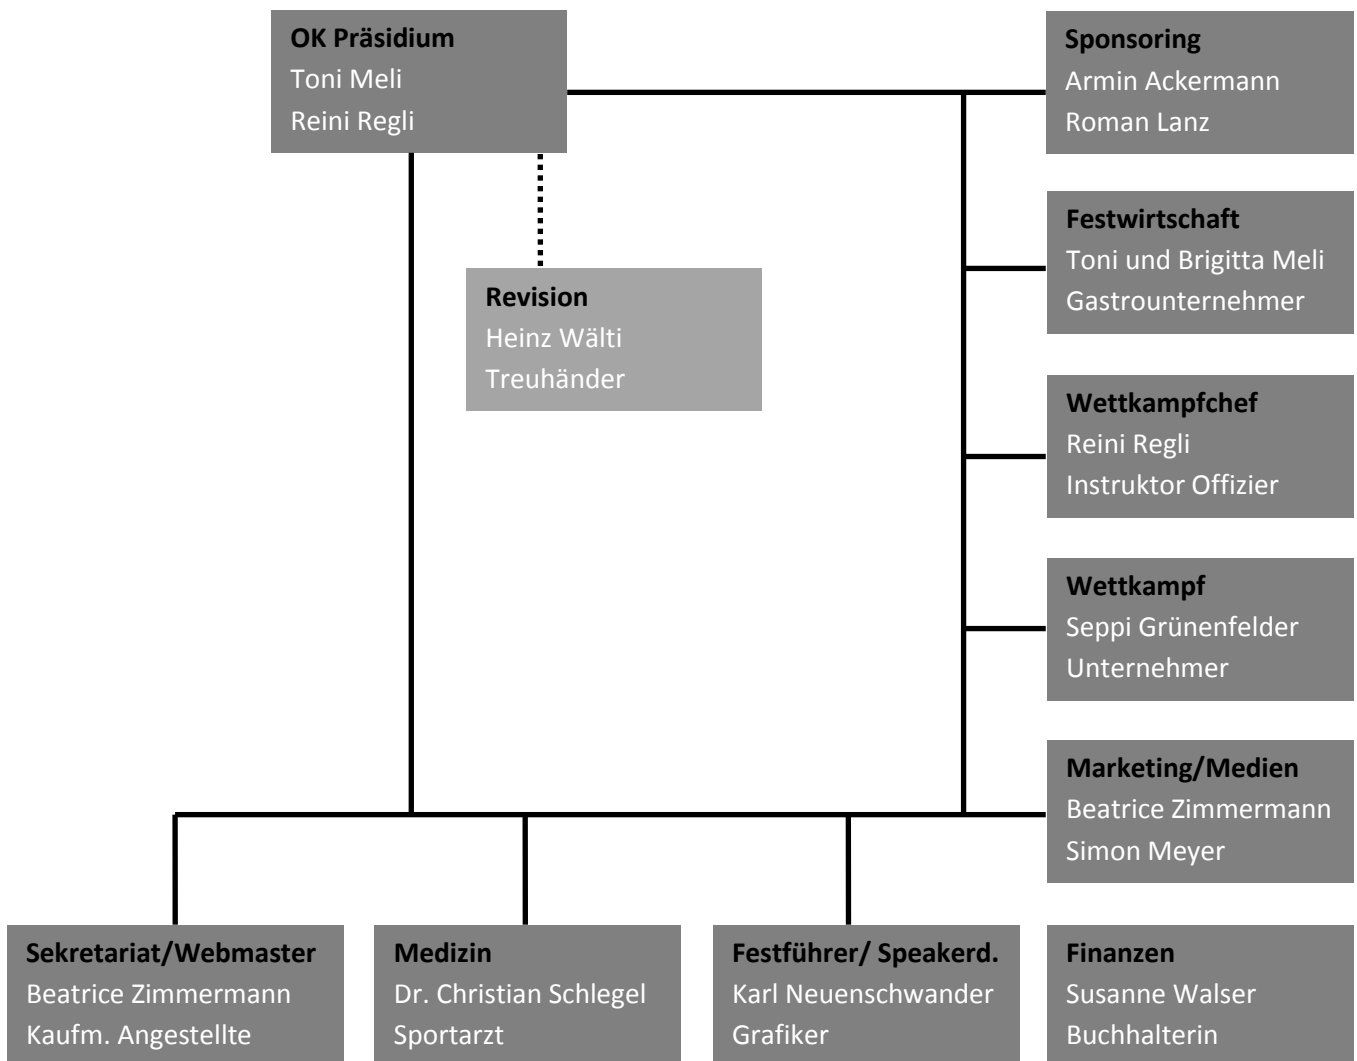 OK Präsidium
Toni Meli
Reini Regli
Sponsoring
Armin Ackermann
Roman Lanz
Festwirtschaft
Toni und Brigitta Meli
Gastrounternehmer
Revision
Heinz Wälti
Treuhänder
Wettkampfchef
Reini Regli
Instruktor Offizier
Wettkampf
Seppi Grünenfelder
Unternehmer
Marketing/Medien
Beatrice Zimmermann
Simon Meyer
Sekretariat/Webmaster
Beatrice Zimmermann
Kaufm. Angestellte
Medizin
Dr. Christian Schlegel
Sportarzt
Festführer/ Speakerd.
Karl Neuenschwander
Grafiker
Finanzen
Susanne Walser
Buchhalterin